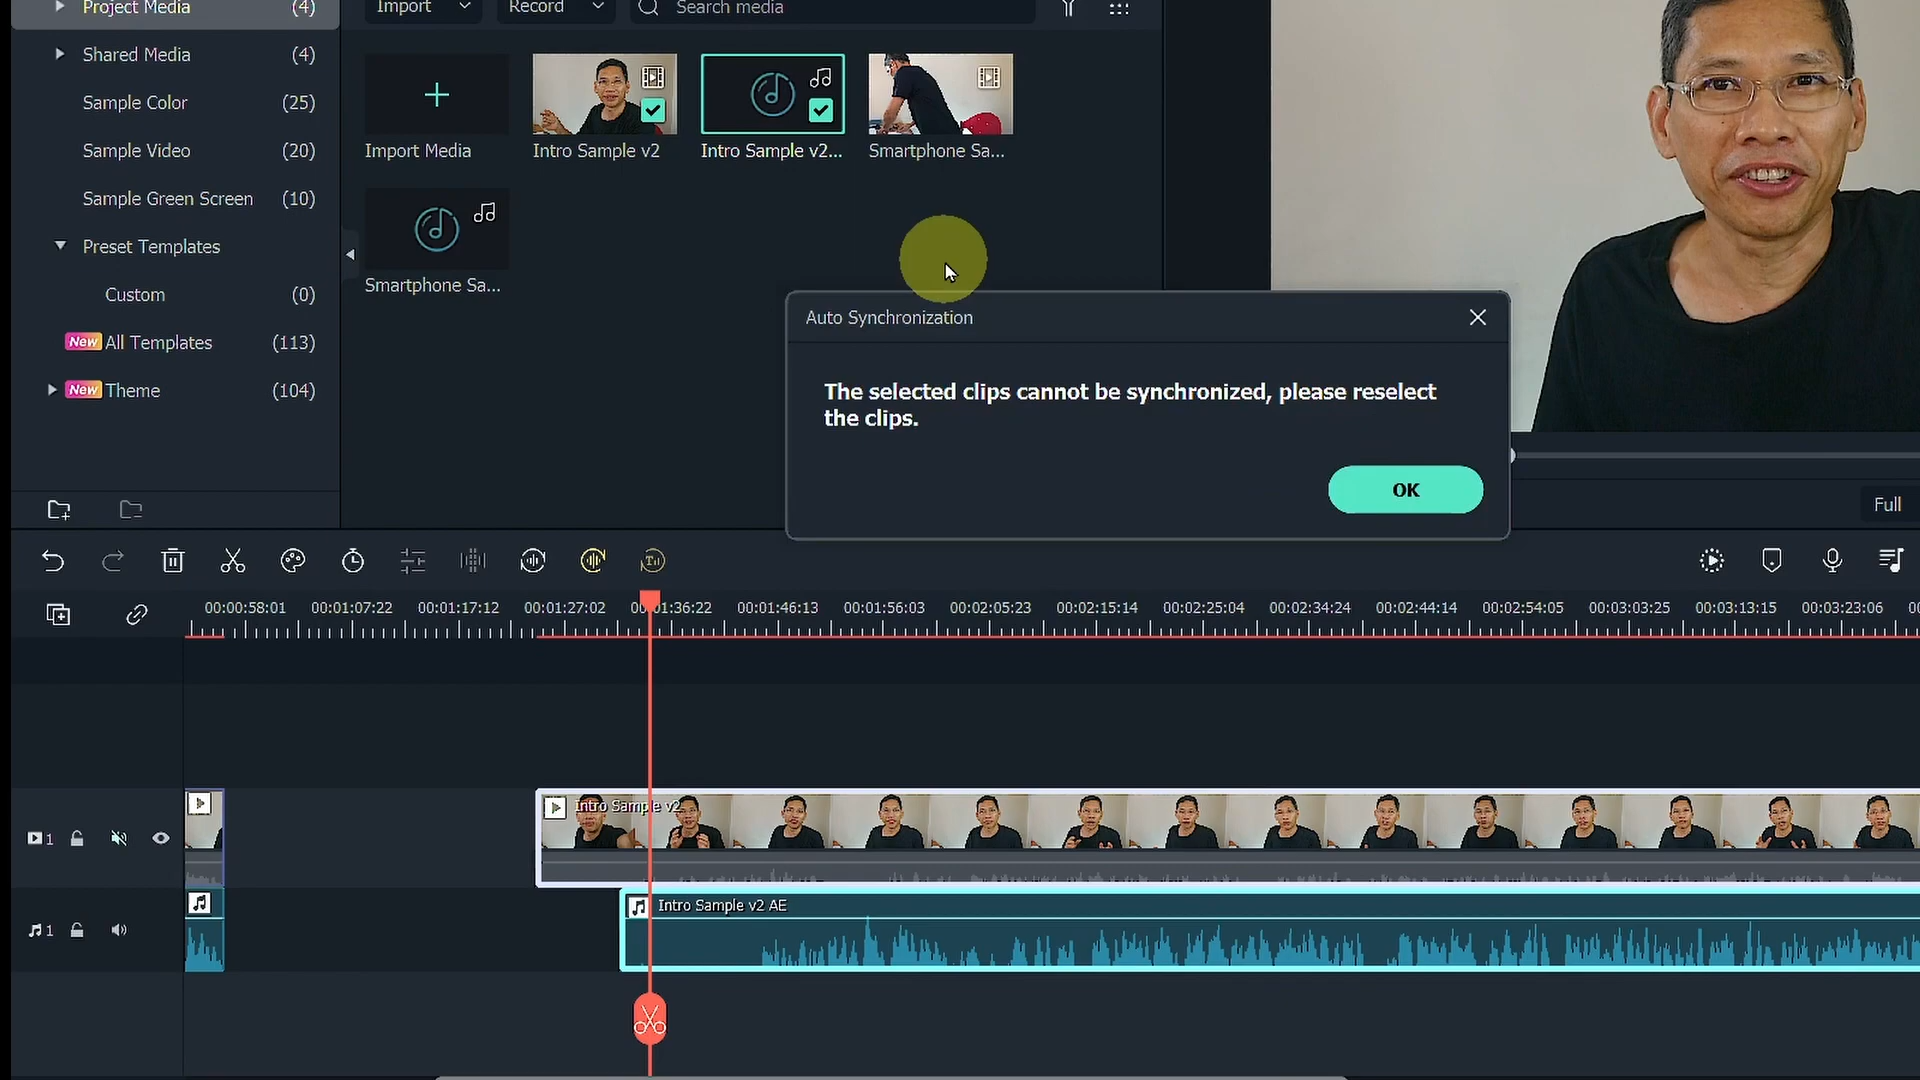 Project Media (4)
Import
Record
Search media
Shared Media (4)
Sample Color (25)
Sample Video (20)
Sample Green Screen (10)
Preset Templates
Custom (0)
New All Templates (113)
New Theme (104)
Import Media
Intro Sample v2
Intro Sample v2...
Smartphone Sa...
Smartphone Sa...
Auto Synchronization
The selected clips cannot be synchronized, please reselect
the clips.
OK
Full
00:00:58:01 00:01:07:22 00:01:17:12 00:01:27:02 00:01:36:22 00:01:46:13 00:01:56:03 00:02:05:23 00:02:15:14 00:02:25:04 00:02:34:24 00:02:44:14 00:02:54:05 00:03:03:25 00:03:13:15 00:03:23:06
Intro Sample v2
1
Intro Sample v2 AE
1